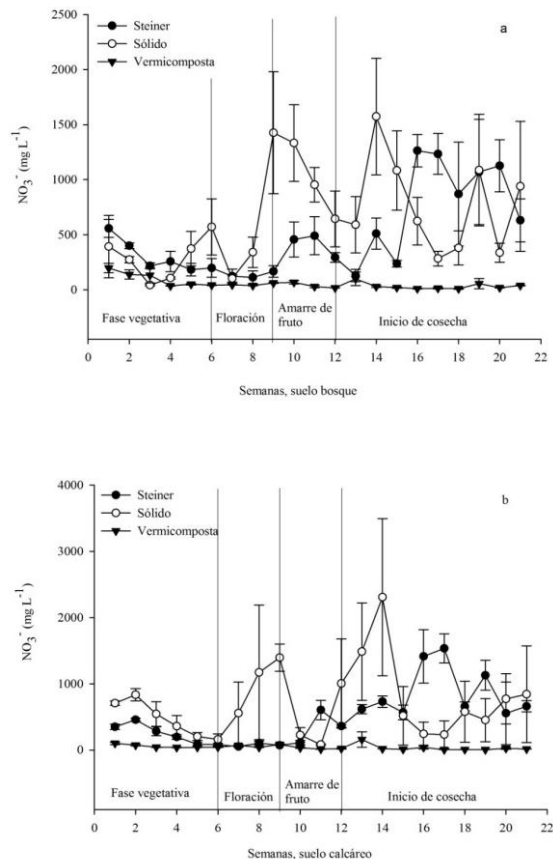 a
Steiner
Sólido
Vermicomposta
2500
2000
1500
1000
500
0
NO₃⁻ (mg L⁻¹)
Fase vegetativa
Floración
Amarre de
fruto
Inicio de cosecha
0 2 4 6 8 10 12 14 16 18 20 22
Semanas, suelo bosque
b
Steiner
Sólido
Vermicomposta
4000
3000
2000
1000
0
NO₃⁻ (mg L⁻¹)
Fase vegetativa
Floración
Amarre de
fruto
Inicio de cosecha
0 2 4 6 8 10 12 14 16 18 20 22
Semanas, suelo calcáreo